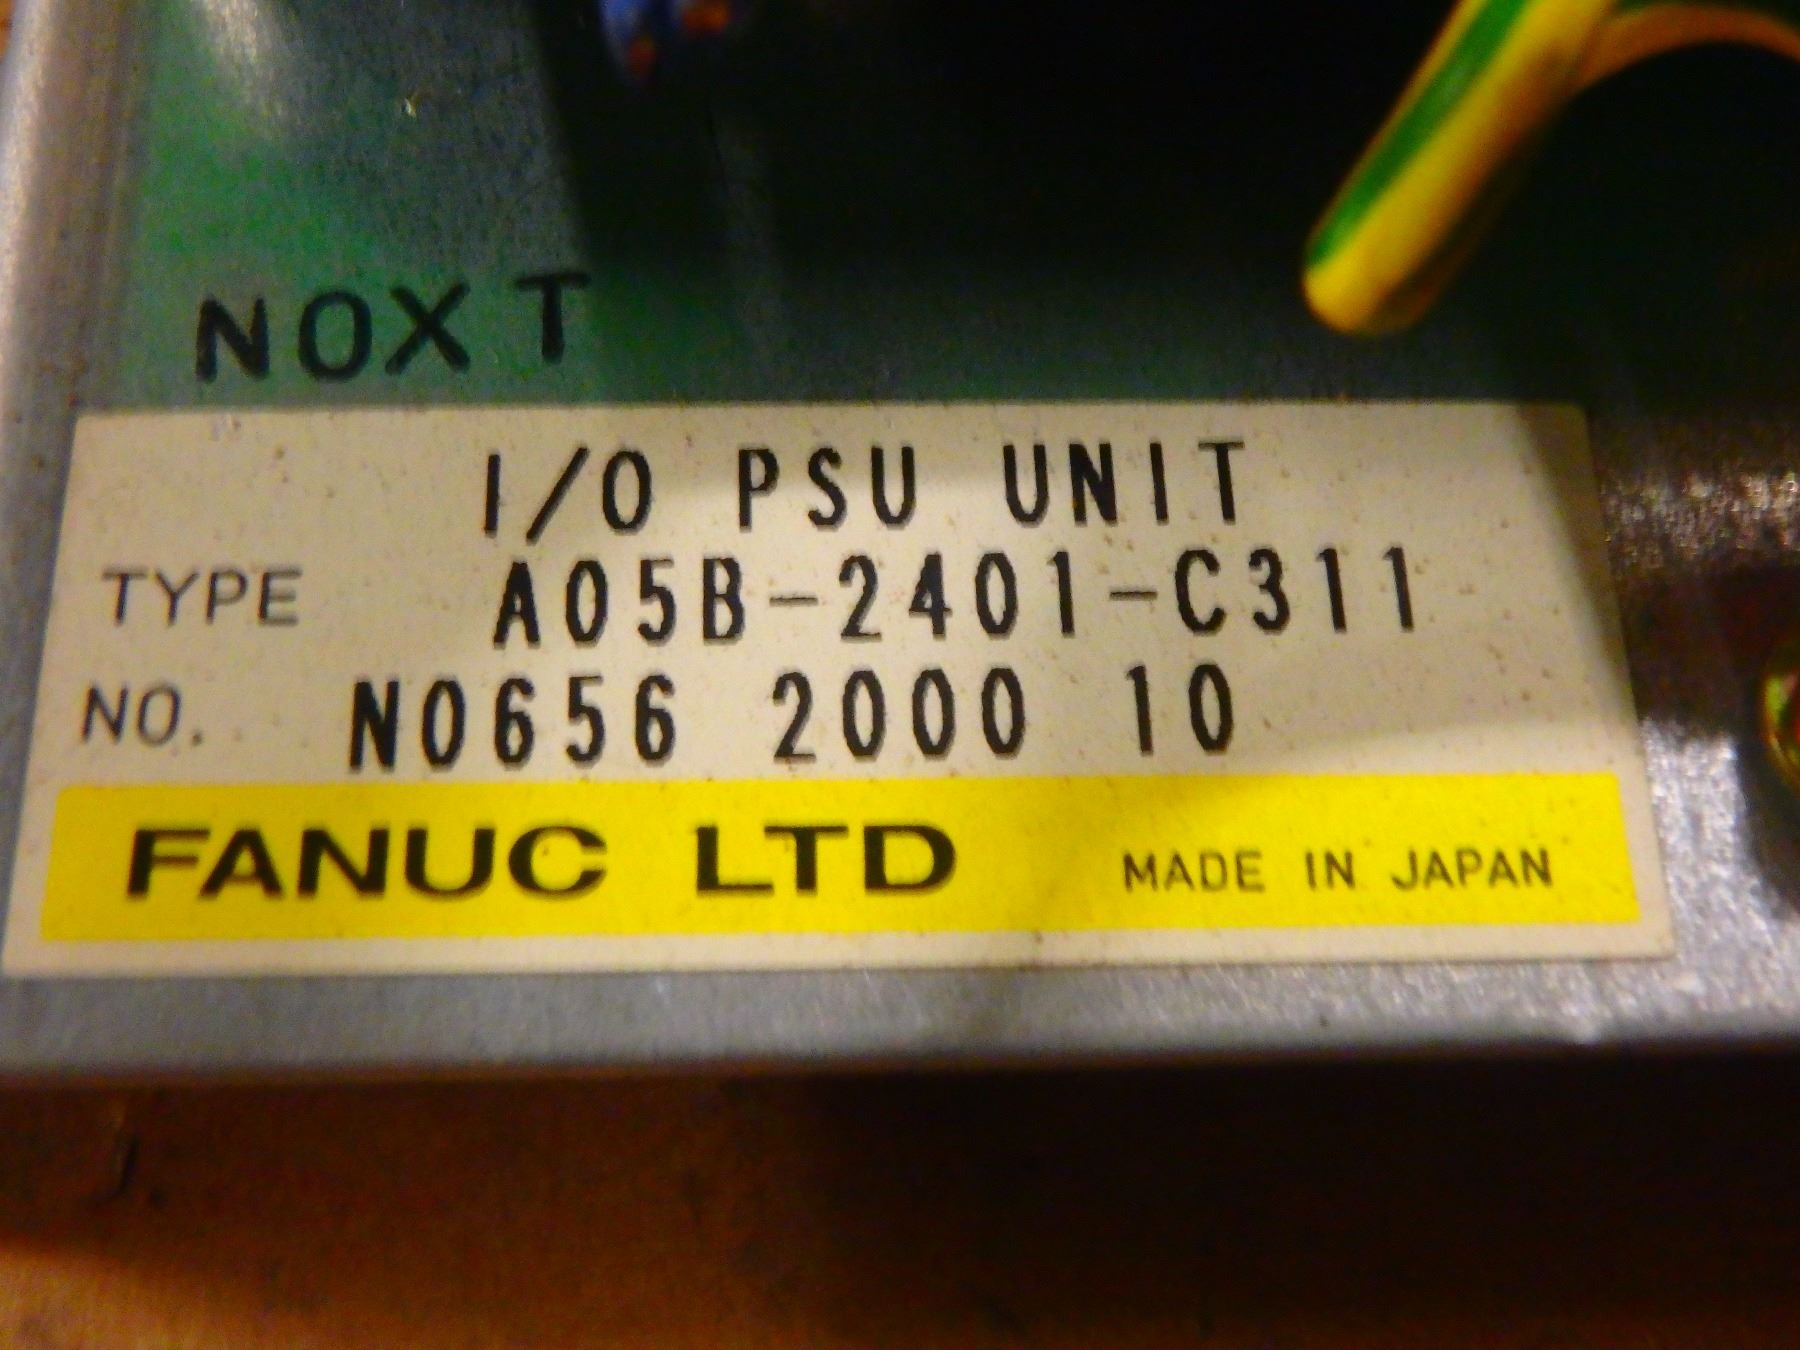 NOXT
I/O PSU UNIT
TYPE A05B-2401-C311
NO. N0656 2000 10
FANUC LTD MADE IN JAPAN